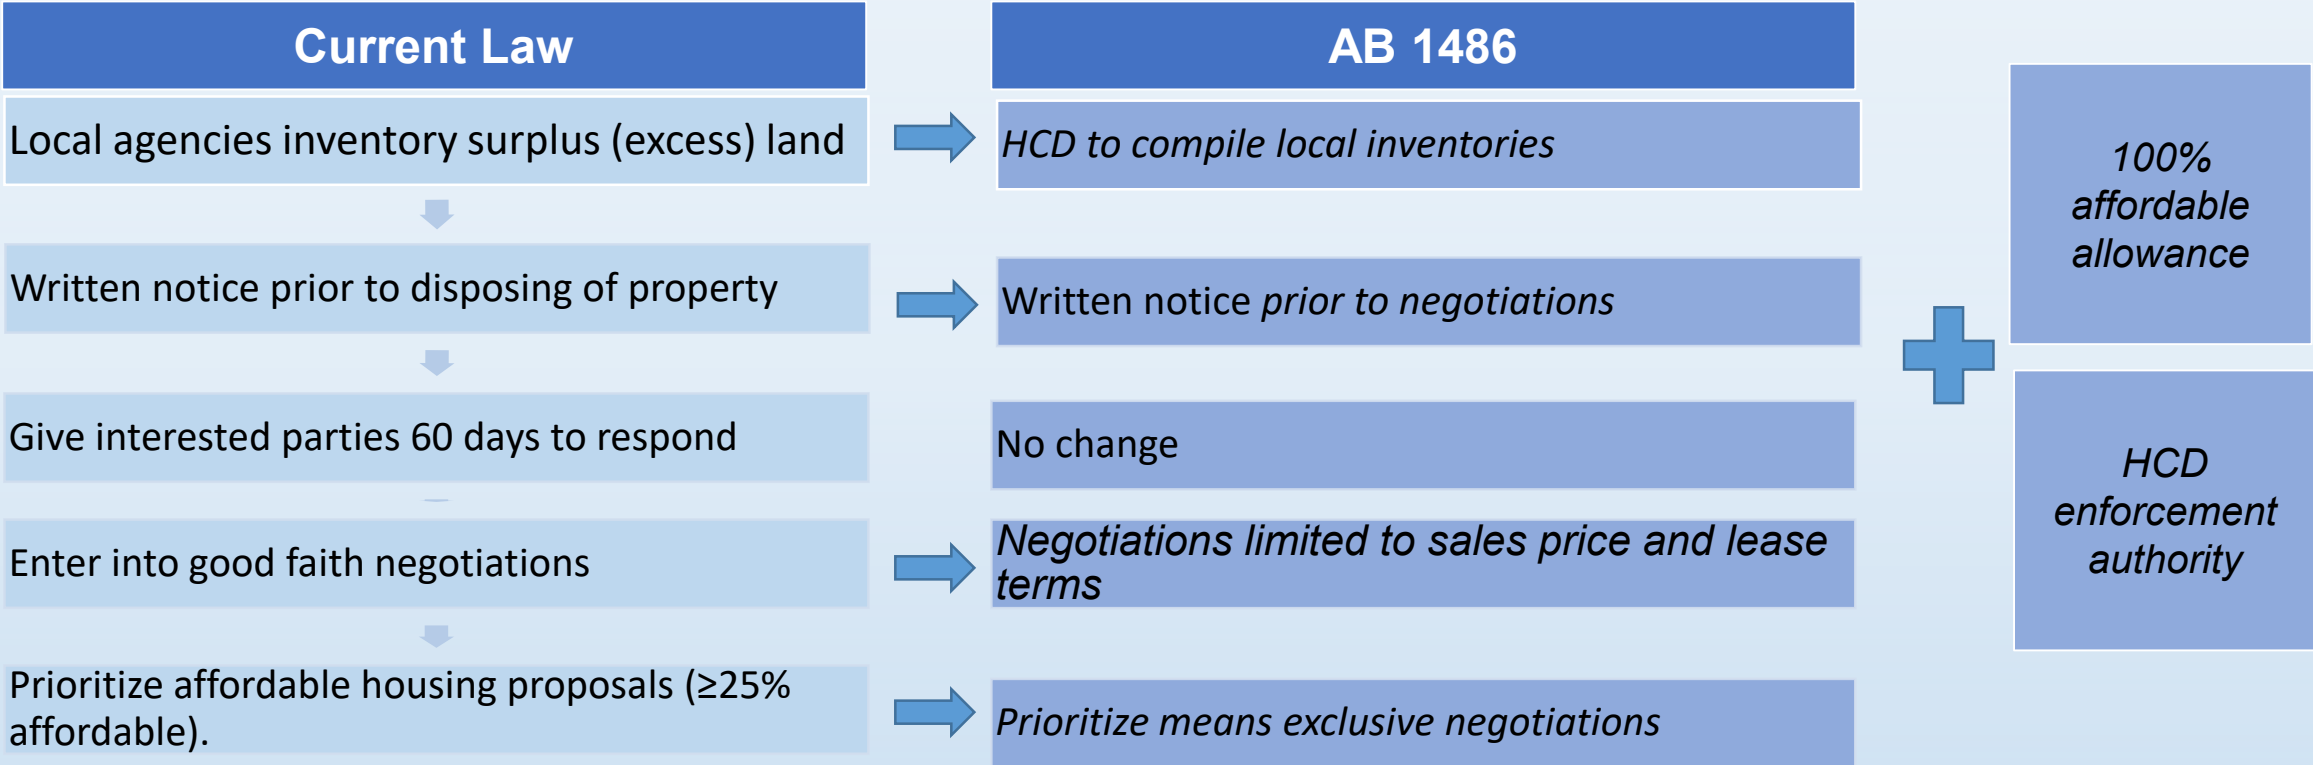 Current Law
AB 1486
Local agencies inventory surplus (excess) land
HCD to compile local inventories
Written notice prior to disposing of property
Written notice prior to negotiations
Give interested parties 60 days to respond
No change
Enter into good faith negotiations
Negotiations limited to sales price and lease
terms
Prioritize affordable housing proposals (≥25%
affordable).
Prioritize means exclusive negotiations
100%
affordable
allowance
HCD
enforcement
authority